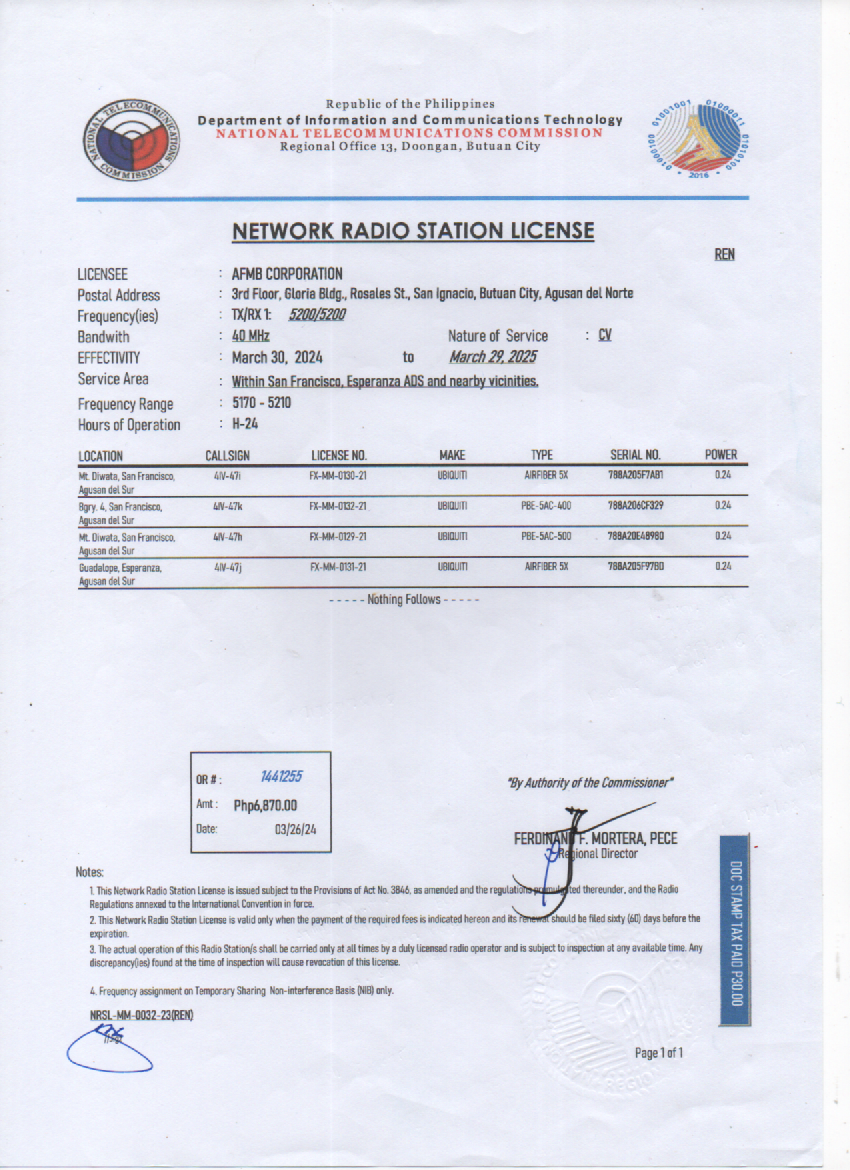 Republic of the Philippines
Department of Information and Communications Technology
NATIONAL TELECOMMUNICATIONS COMMISSION
Regional Office 13, Doongan, Butuan City
NATIONAL TELECOMMUNICATIONS COMMISSION
01000100 01001001 01000011 01010100
• 2016 •
NETWORK RADIO STATION LICENSE
REN
LICENSEE : AFMB CORPORATION
Postal Address : 3rd Floor, Gloria Bldg., Rosales St., San Ignacio, Butuan City, Agusan del Norte
Frequency(ies) : TX/RX 1: 5200/5200
Bandwith : 40 MHz Nature of Service : CV
EFFECTIVITY : March 30, 2024 to March 29, 2025
Service Area : Within San Francisco, Esperanza ADS and nearby vicinities.
Frequency Range : 5170 - 5210
Hours of Operation : H-24
LOCATION CALLSIGN LICENSE NO. MAKE TYPE SERIAL NO. POWER
Mt. Diwata, San Francisco, 4IV-47i FX-MM-0130-21 UBIQUITI AIRFIBER 5X 788A205F7AB1 0.24
Agusan del Sur
Bgry. 4, San Francisco, 4IV-47k FX-MM-0132-21 UBIQUITI PBE-5AC-400 788A206CF329 0.24
Agusan del Sur
Mt. Diwata, San Francisco, 4IV-47h FX-MM-0129-21 UBIQUITI PBE-5AC-500 788A20E48980 0.24
Agusan del Sur
Guadalope, Esperanza, 4IV-47j FX-MM-0131-21 UBIQUITI AIRFIBER 5X 788A205F97BD 0.24
Agusan del Sur
- - - - - Nothing Follows - - - - -
OR # : 1441255
Amt : Php6,870.00
Date: 03/26/24
"By Authority of the Commissioner"
FERDINAND F. MORTERA, PECE
Regional Director
Notes:
1. This Network Radio Station License is issued subject to the Provisions of Act No. 3846, as amended and the regulations promulgated thereunder, and the Radio
Regulations annexed to the International Convention in force.
2. This Network Radio Station License is valid only when the payment of the required fees is indicated hereon and its renewal should be filed sixty (60) days before the
expiration.
3. The actual operation of this Radio Station/s shall be carried only at all times by a duly licensed radio operator and is subject to inspection at any available time. Any
discrepancy(ies) found at the time of inspection will cause revocation of this license.
4. Frequency assignment on Temporary Sharing Non-interference Basis (NIB) only.
NRSL-MM-0032-23(REN)
DOC STAMP TAX PAID P30.00
Page 1 of 1